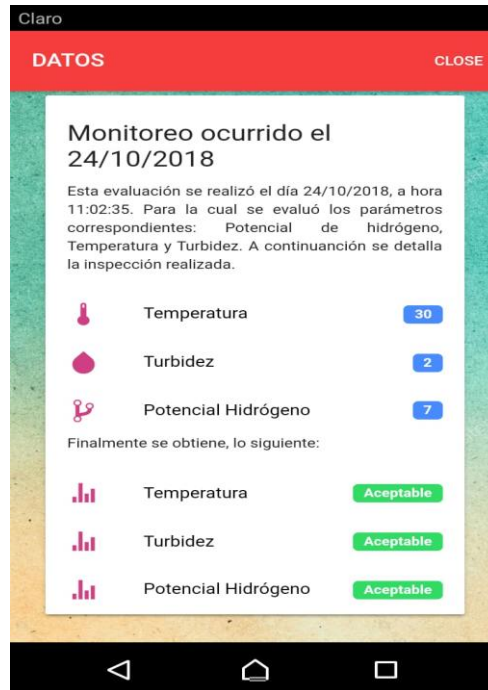 Claro
DATOS CLOSE
Monitoreo ocurrido el
24/10/2018
Esta evaluación se realizó el día 24/10/2018, a hora
11:02:35. Para la cual se evaluó los parámetros
correspondientes: Potencial de hidrógeno,
Temperatura y Turbidez. A continuanción se detalla
la inspección realizada.
Temperatura 30
Turbidez 2
Potencial Hidrógeno 7
Finalmente se obtiene, lo siguiente:
Temperatura Aceptable
Turbidez Aceptable
Potencial Hidrógeno Aceptable